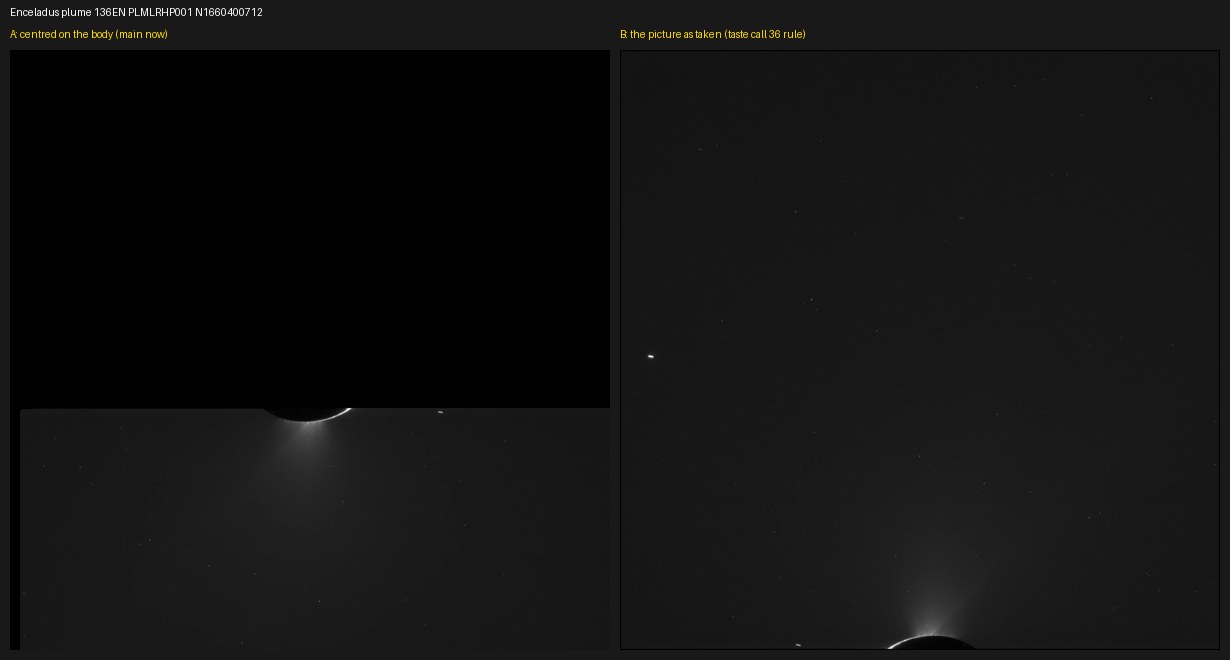 Enceladus plume 136EN PLMLRHP001 N1660400712
A: centred on the body (main now)
B: the picture as taken (taste call 36 rule)